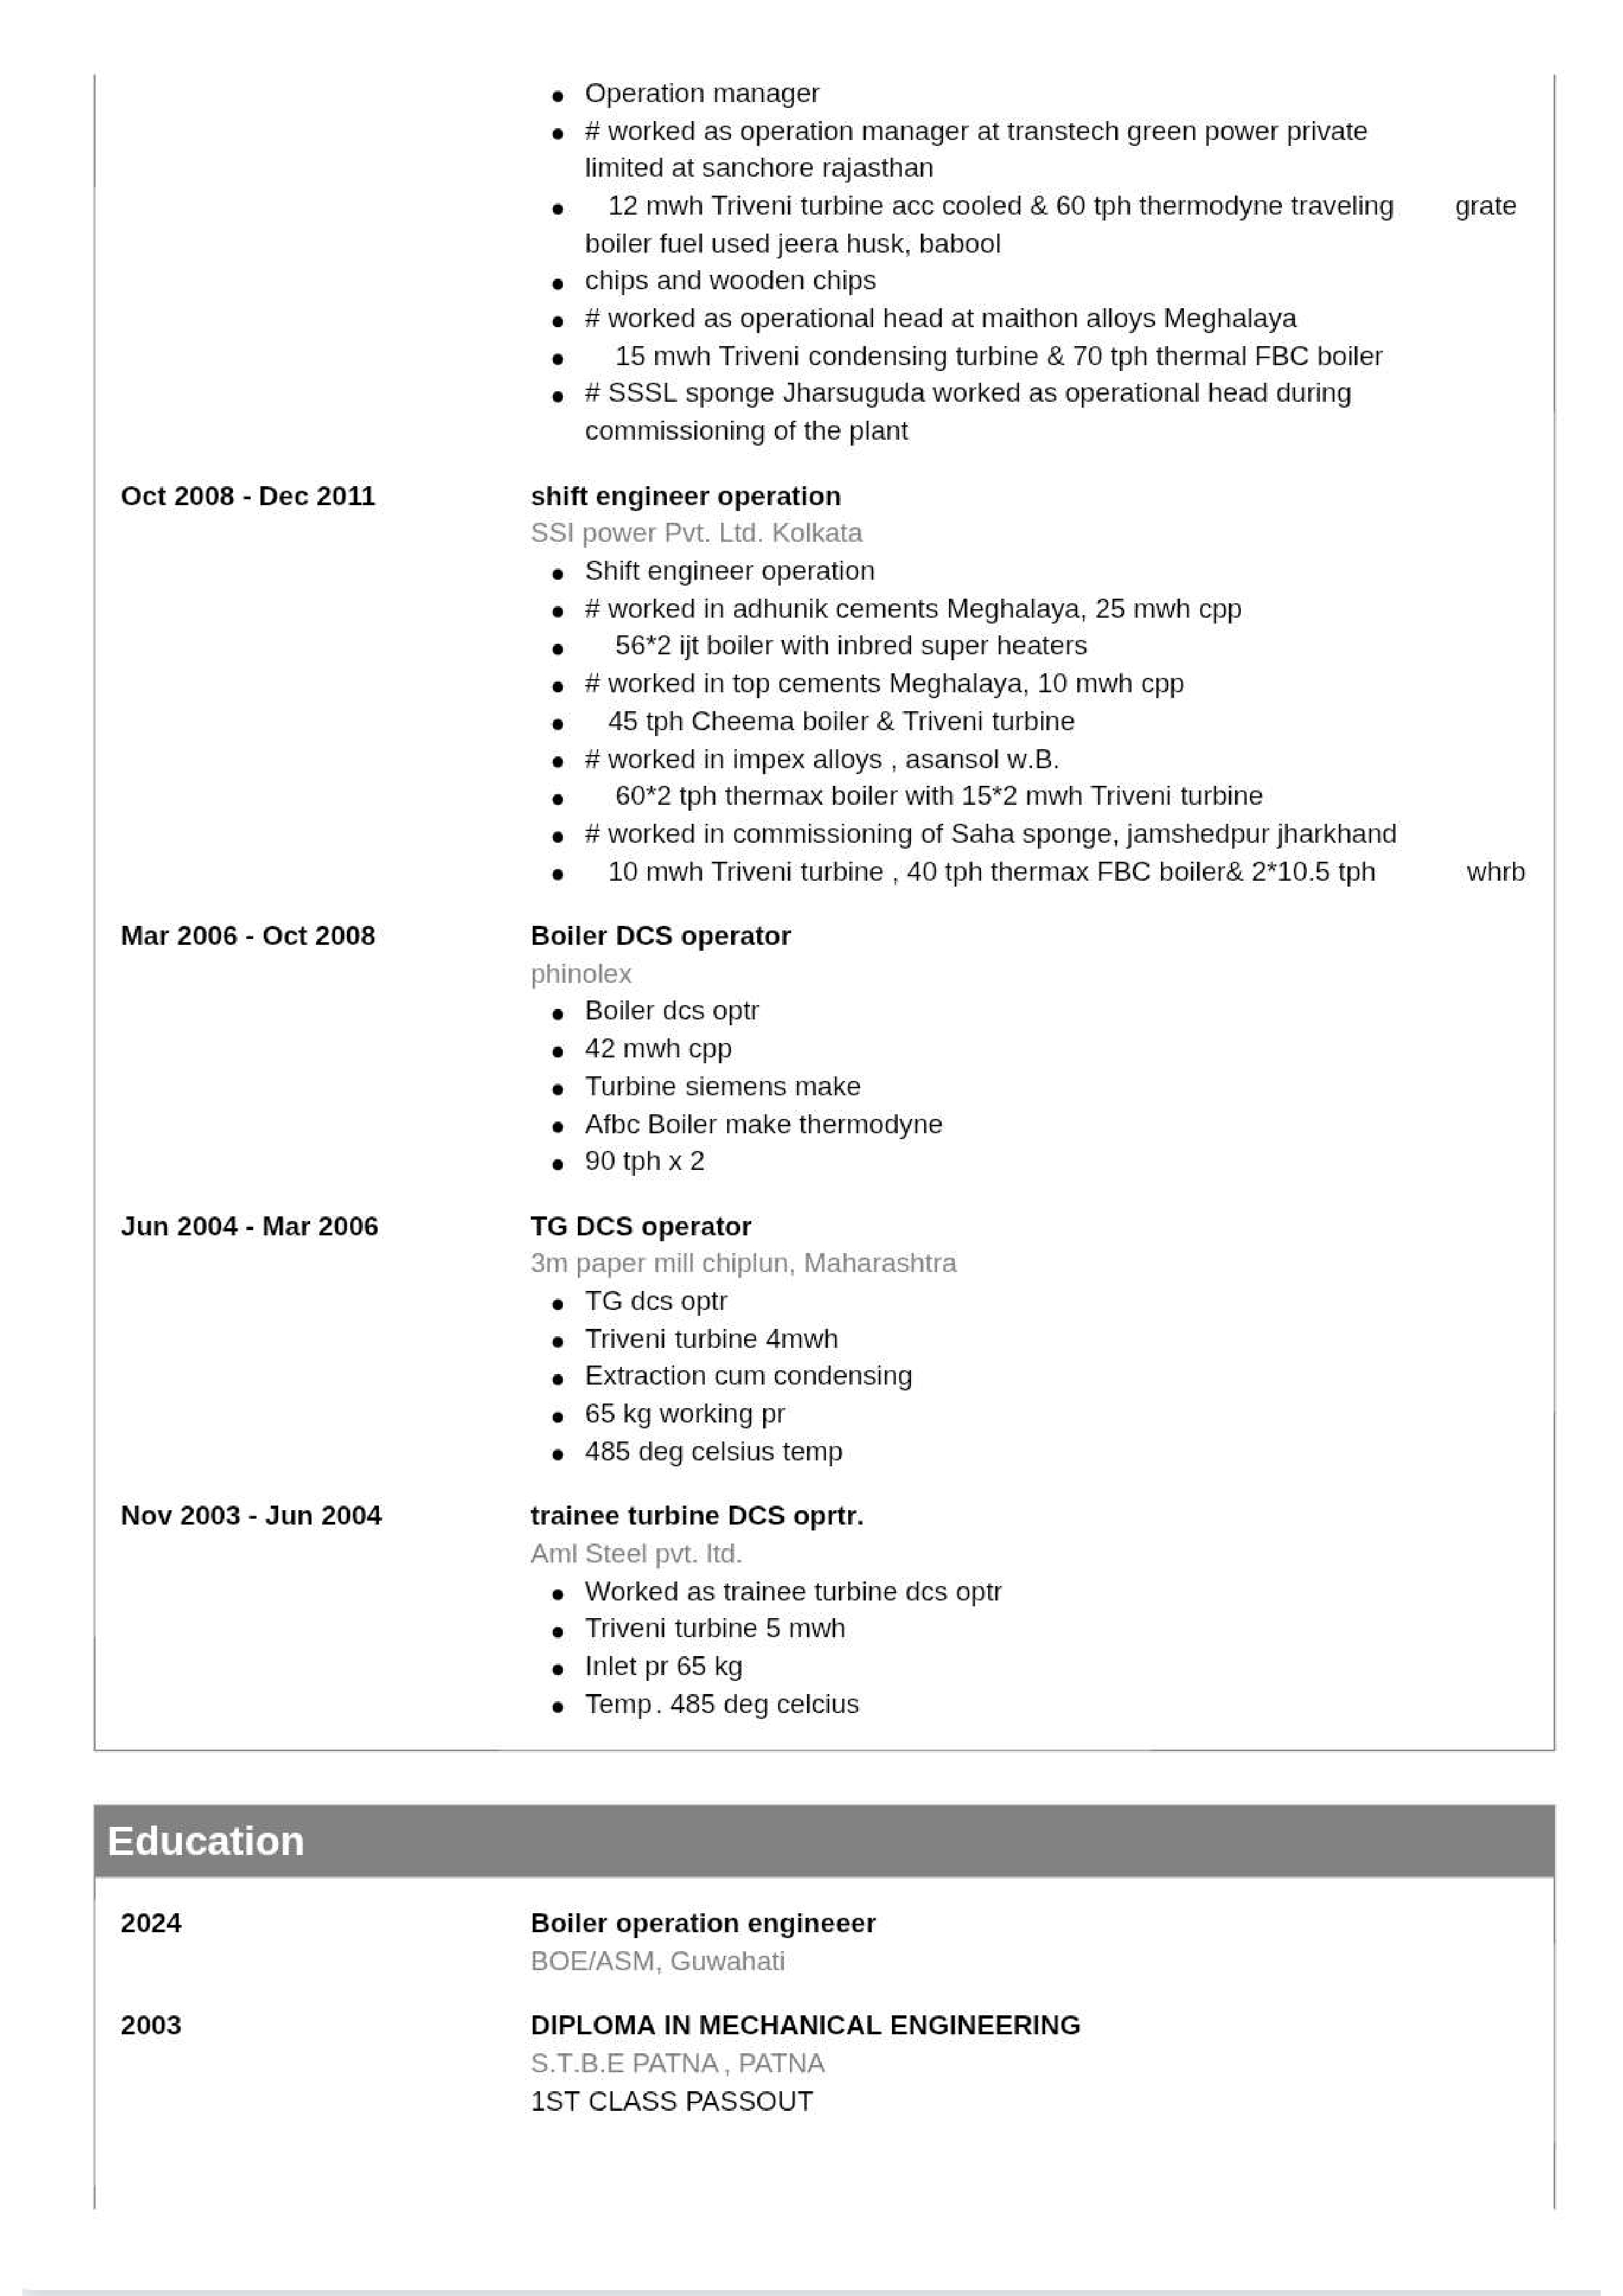 • Operation manager
• # worked as operation manager at transtech green power private
limited at sanchore rajasthan
• 12 mwh Triveni turbine acc cooled & 60 tph thermodyne traveling grate
boiler fuel used jeera husk, babool
• chips and wooden chips
• # worked as operational head at maithon alloys Meghalaya
• 15 mwh Triveni condensing turbine & 70 tph thermal FBC boiler
• # SSSL sponge Jharsuguda worked as operational head during
commissioning of the plant
Oct 2008 - Dec 2011 shift engineer operation
SSI power Pvt. Ltd. Kolkata
• Shift engineer operation
• # worked in adhunik cements Meghalaya, 25 mwh cpp
• 56*2 ijt boiler with inbred super heaters
• # worked in top cements Meghalaya, 10 mwh cpp
• 45 tph Cheema boiler & Triveni turbine
• # worked in impex alloys , asansol w.B.
• 60*2 tph thermax boiler with 15*2 mwh Triveni turbine
• # worked in commissioning of Saha sponge, jamshedpur jharkhand
• 10 mwh Triveni turbine , 40 tph thermax FBC boiler& 2*10.5 tph whrb
Mar 2006 - Oct 2008 Boiler DCS operator
phinolex
• Boiler dcs optr
• 42 mwh cpp
• Turbine siemens make
• Afbc Boiler make thermodyne
• 90 tph x 2
Jun 2004 - Mar 2006 TG DCS operator
3m paper mill chiplun, Maharashtra
• TG dcs optr
• Triveni turbine 4mwh
• Extraction cum condensing
• 65 kg working pr
• 485 deg celsius temp
Nov 2003 - Jun 2004 trainee turbine DCS oprtr.
Aml Steel pvt. ltd.
• Worked as trainee turbine dcs optr
• Triveni turbine 5 mwh
• Inlet pr 65 kg
• Temp. 485 deg celcius
Education
2024 Boiler operation engineeer
BOE/ASM, Guwahati
2003 DIPLOMA IN MECHANICAL ENGINEERING
S.T.B.E PATNA , PATNA
1ST CLASS PASSOUT